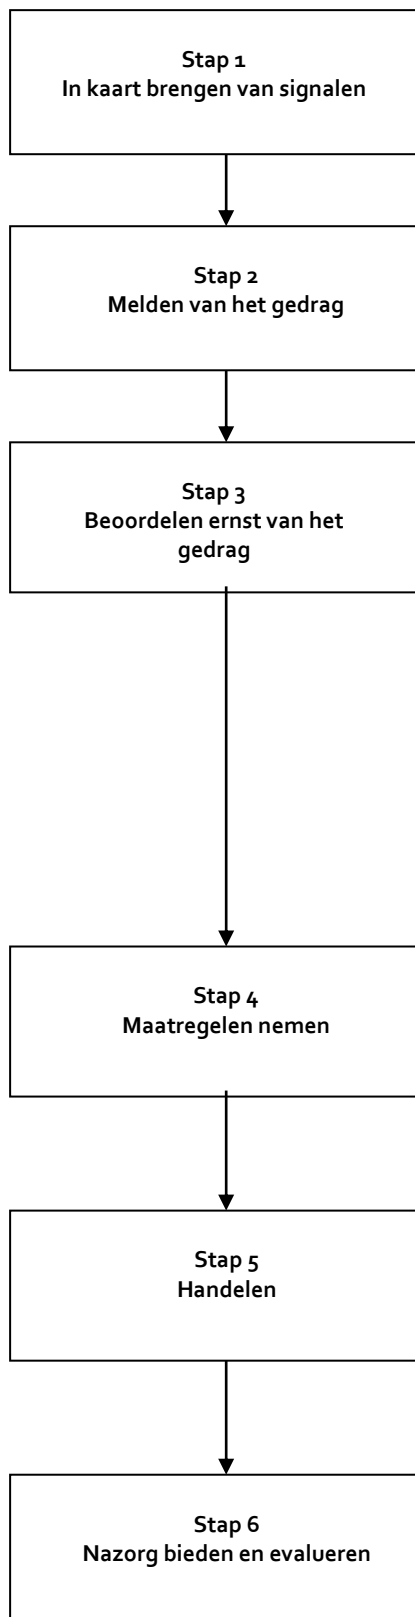 Stap 1
In kaart brengen van signalen
Stap 2
Melden van het gedrag
Stap 3
Beoordelen ernst van het
gedrag
Stap 4
Maatregelen nemen
Stap 5
Handelen
Stap 6
Nazorg bieden en evalueren